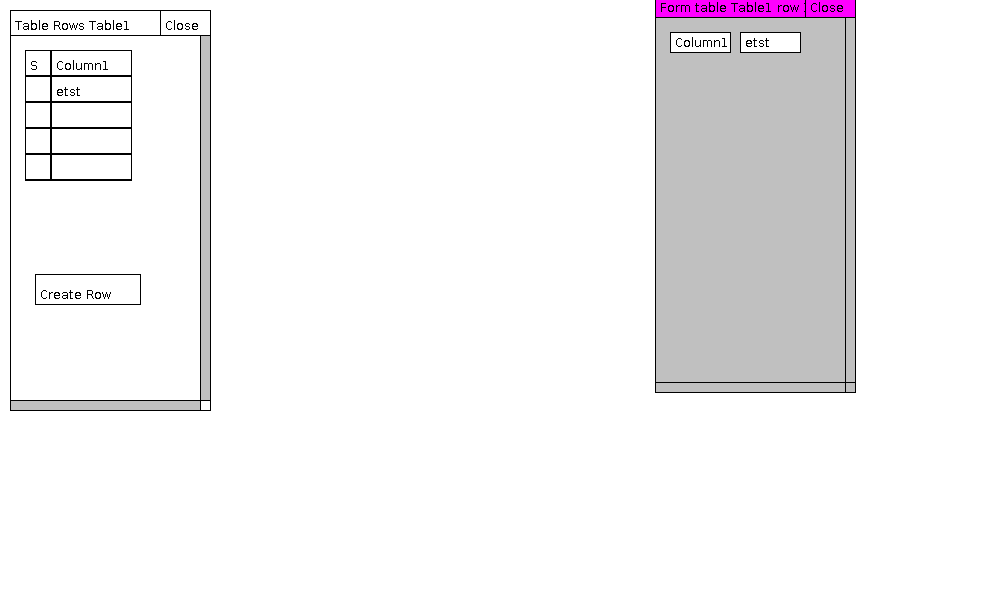 Table Rows Table1 Close
S Column1
etst
Create Row
Form table Table1 row Close
Column1 etst